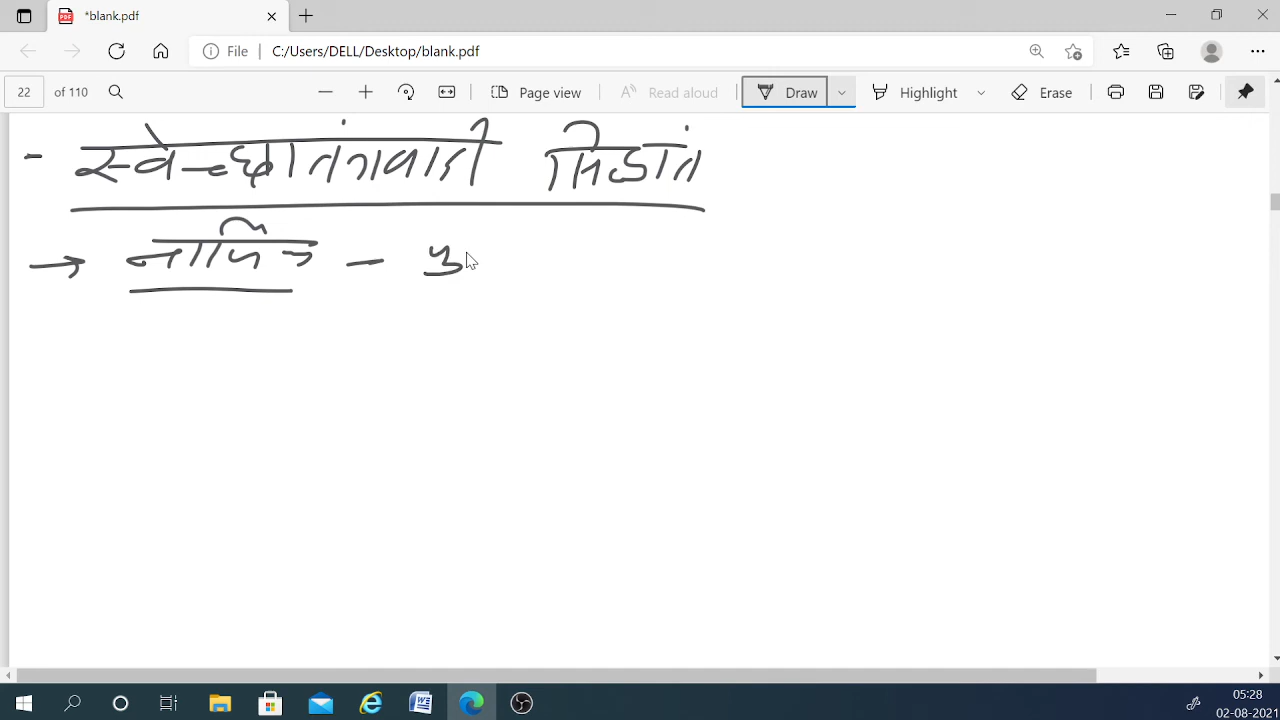 *blank.pdf
File C:/Users/DELL/Desktop/blank.pdf
22 of 110 Page view Read aloud Draw Highlight Erase
- स्वेच्छातंत्रवादी सिद्धांत
→ –
05:28
02-08-2021